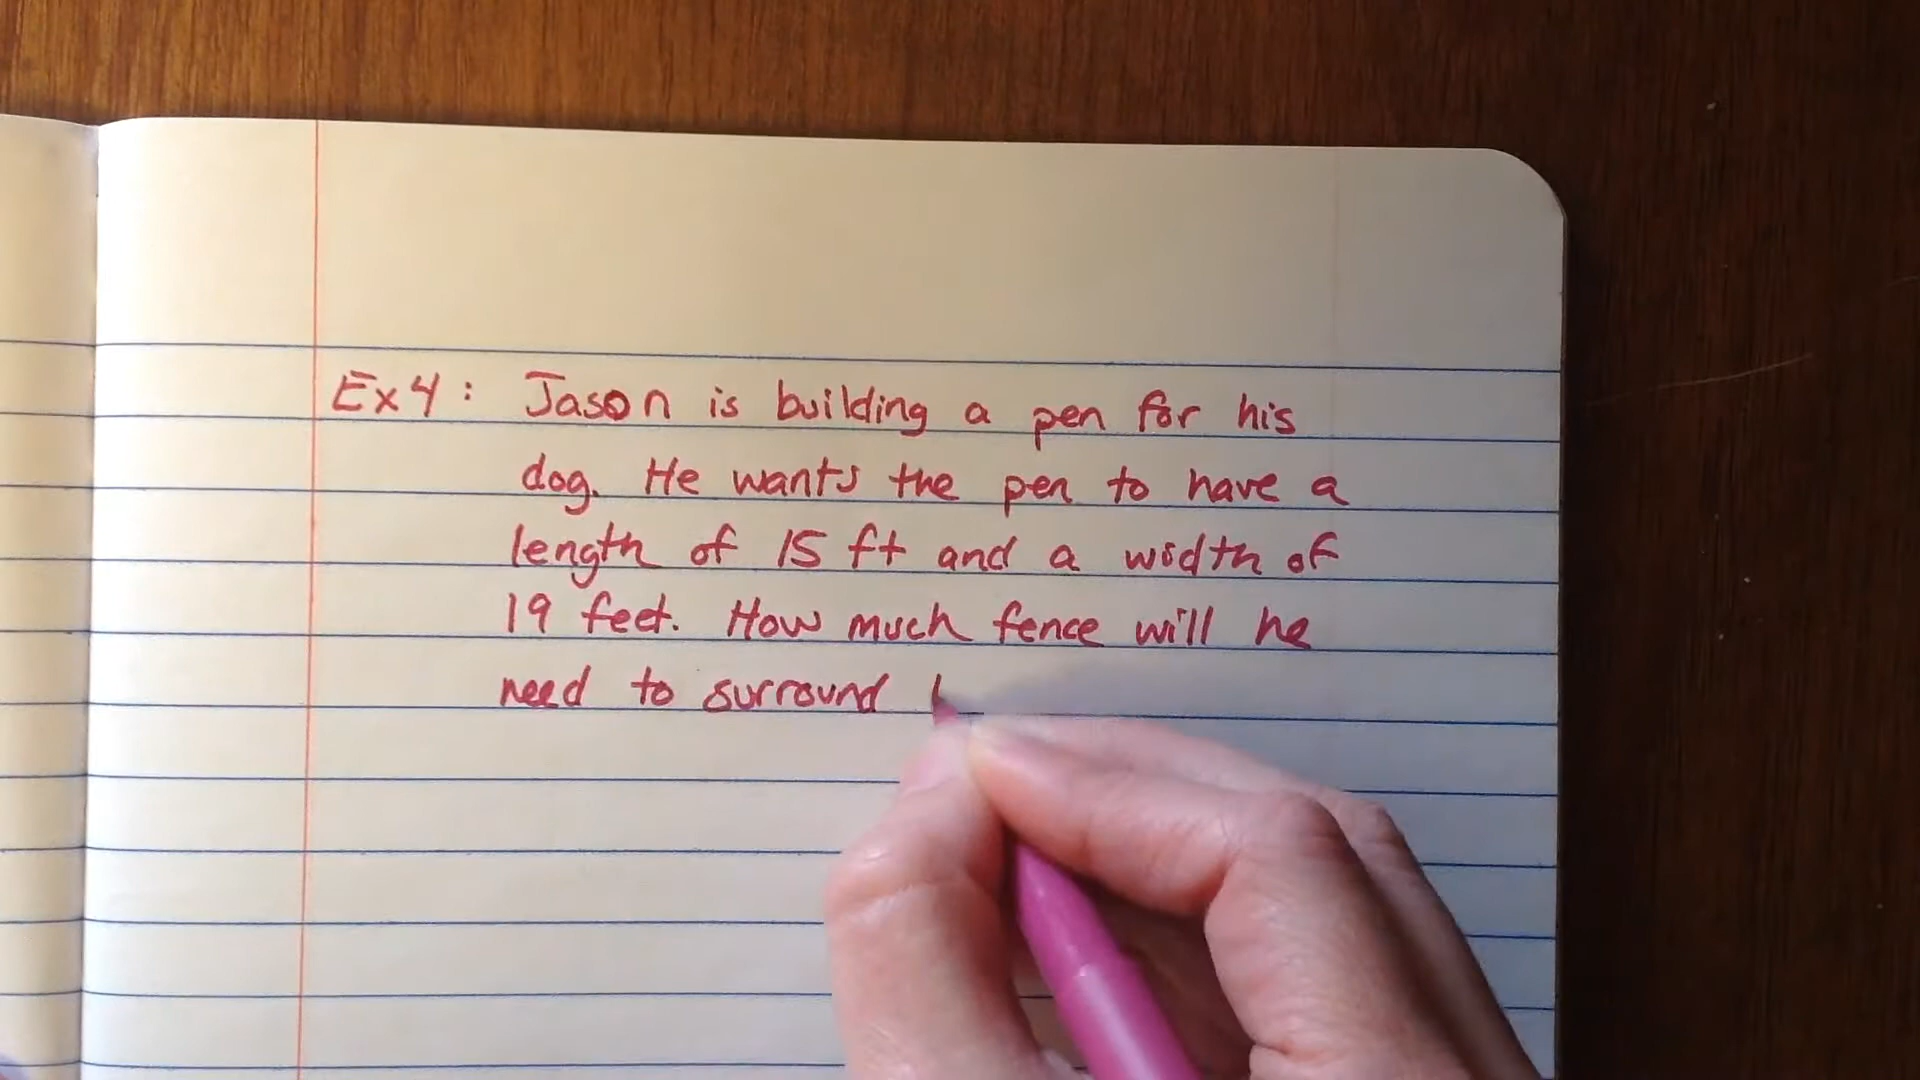 Ex 4: Jason is building a pen for his
dog. He wants the pen to have a
length of 15 ft and a width of
19 feet. How much fence will he
need to surround